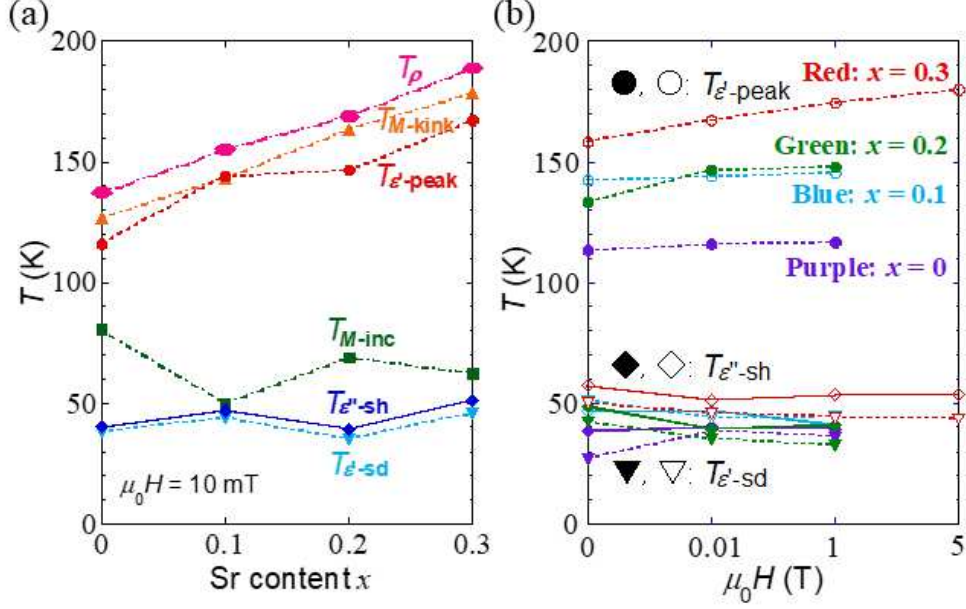 (a)
(b)
200
150
100
50
0
T (K)
Tρ
TM-kink
Tε'-peak
TM-inc
Tε''-sh
Tε'-sd
μ0H = 10 mT
0 0.1 0.2 0.3
Sr content x
200
150
100
50
0
T (K)
●, ○: Tε'-peak
Red: x = 0.3
Green: x = 0.2
Blue: x = 0.1
Purple: x = 0
◆, ◇: Tε''-sh
▼, ▽: Tε'-sd
0 0.01 1 5
μ0H (T)